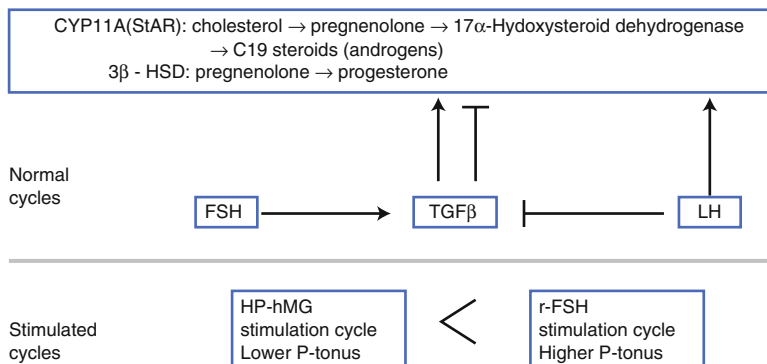 CYP11A(StAR): cholesterol → pregnenolone → 17α-Hydoxysteroid dehydrogenase
→ C19 steroids (androgens)
3β - HSD: pregnenolone → progesterone
Normal
cycles
FSH
TGFβ
LH
Stimulated
cycles
HP-hMG
stimulation cycle
Lower P-tonus
<
r-FSH
stimulation cycle
Higher P-tonus